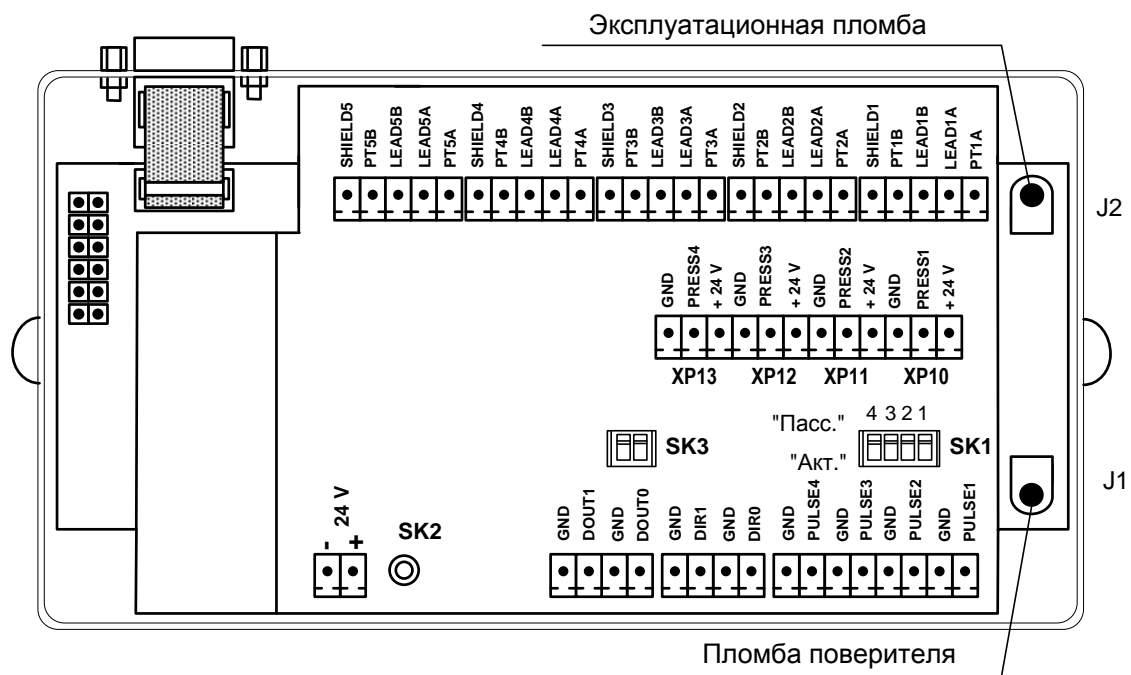 Эксплуатационная пломба
SHIELD5 PT5B LEAD5B LEAD5A PT5A SHIELD4 PT4B LEAD4B LEAD4A PT4A SHIELD3 PT3B LEAD3B LEAD3A PT3A SHIELD2 PT2B LEAD2B LEAD2A PT2A SHIELD1 PT1B LEAD1B LEAD1A PT1A
J2
GND PRESS4 + 24 V GND PRESS3 + 24 V GND PRESS2 + 24 V GND PRESS1 + 24 V
XP13 XP12 XP11 XP10
"Пасс." 4 3 2 1
SK3 SK1
"Акт."
J1
GND DOUT1 GND DOUT0 GND DIR1 GND DIR0 GND PULSE4 GND PULSE3 GND PULSE2 GND PULSE1
24 V
- +
SK2
Пломба поверителя